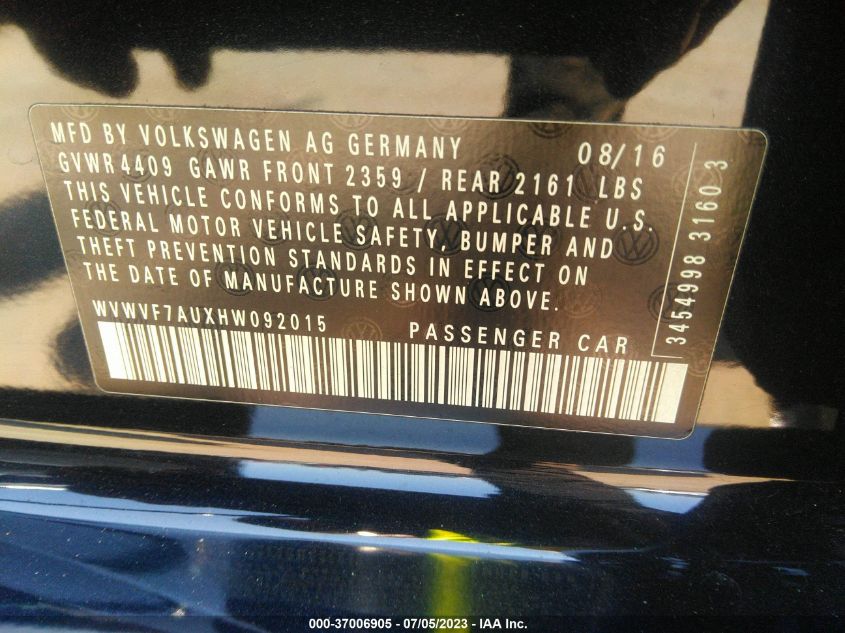 MFD BY VOLKSWAGEN AG GERMANY 08/16
GVWR 4409 GAWR FRONT 2359 / REAR 2161 LBS
THIS VEHICLE CONFORMS TO ALL APPLICABLE U.S.
FEDERAL MOTOR VEHICLE SAFETY, BUMPER AND
THEFT PREVENTION STANDARDS IN EFFECT ON
THE DATE OF MANUFACTURE SHOWN ABOVE.
WVWVF7AUXHW092015 PASSENGER CAR
3454998 3160 3
000-37006905 - 07/05/2023 - IAA Inc.